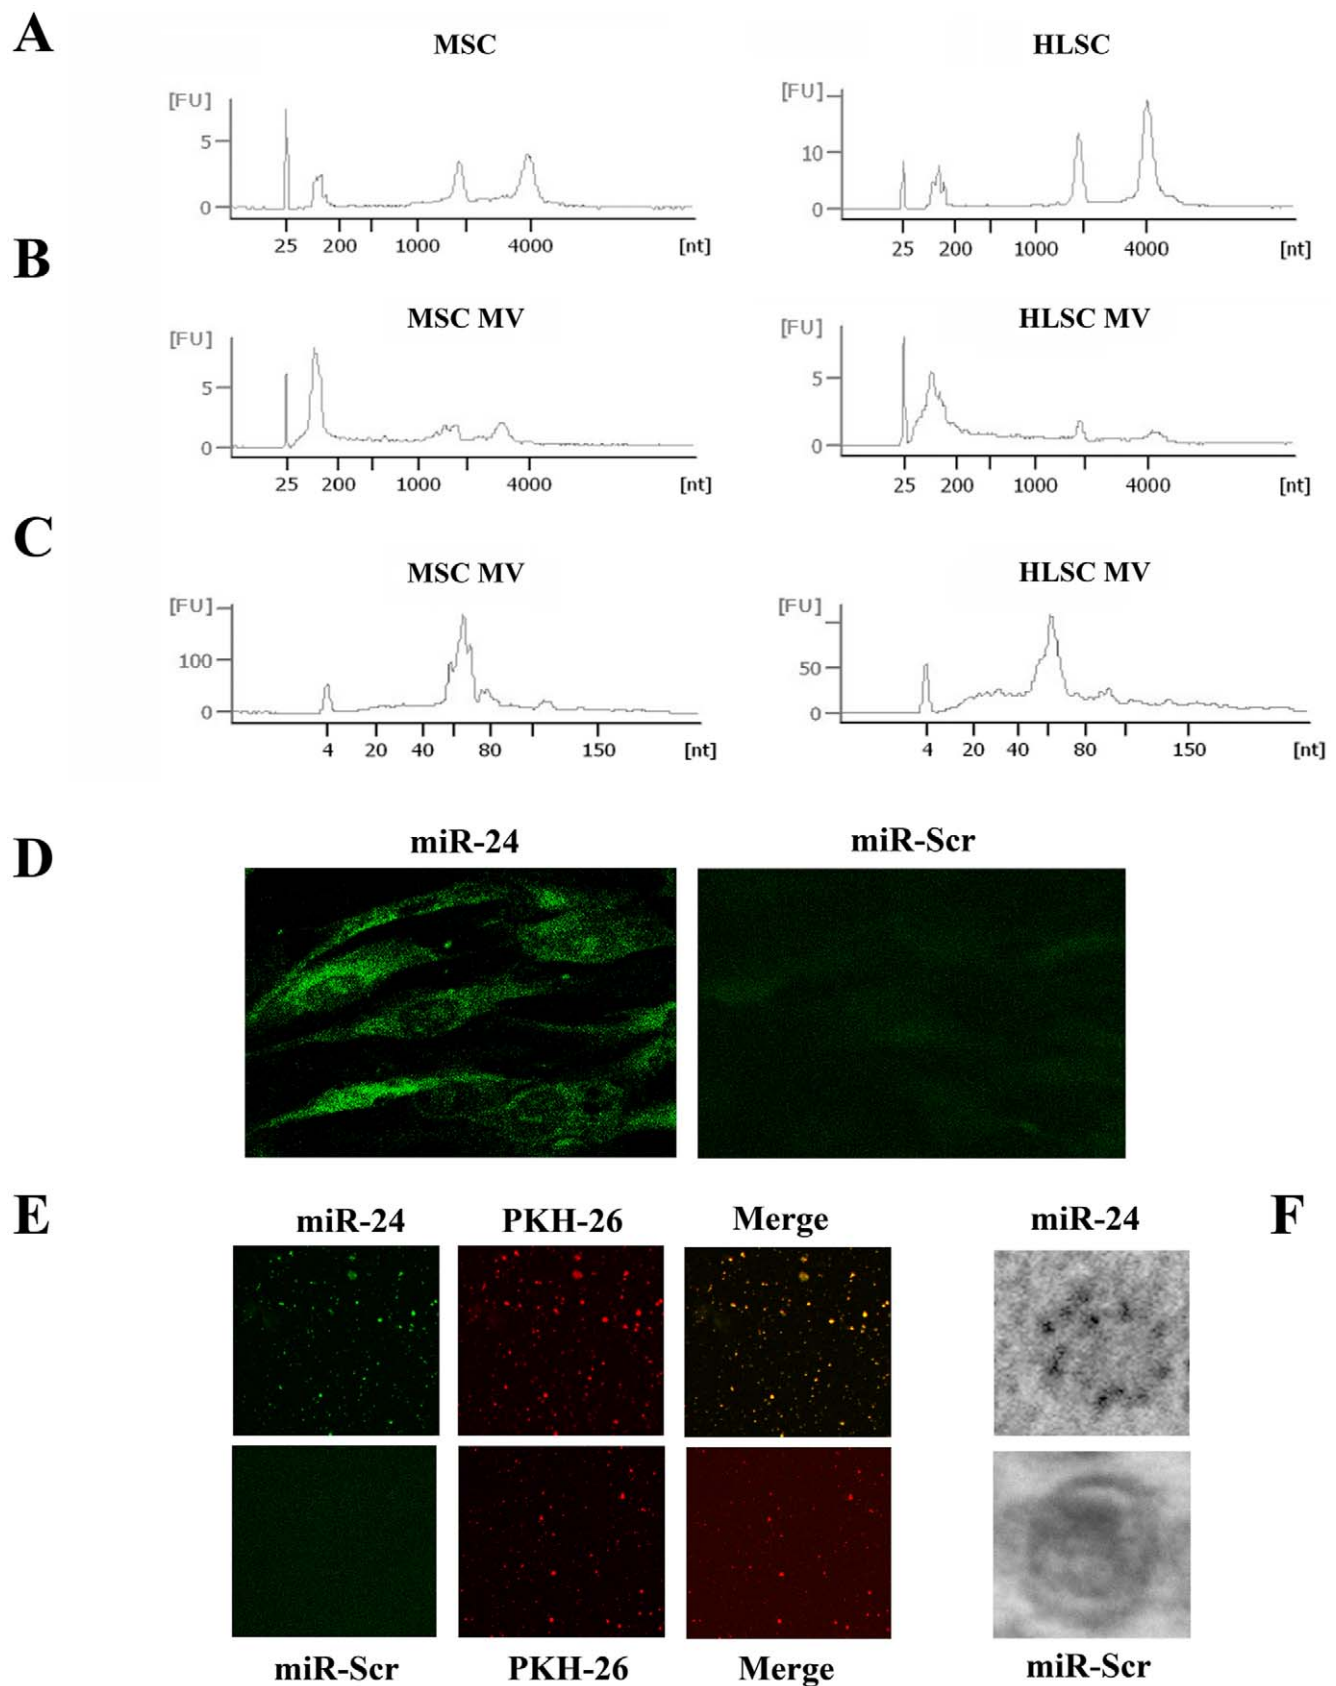 A
MSC
HLSC
[FU]
5
0
25 200 1000 4000 [nt]
[FU]
10
0
25 200 1000 4000 [nt]
B
MSC MV
HLSC MV
[FU]
5
0
25 200 1000 4000 [nt]
[FU]
5
0
25 200 1000 4000 [nt]
C
MSC MV
HLSC MV
[FU]
100
0
4 20 40 80 150 [nt]
[FU]
50
0
4 20 40 80 150 [nt]
D
miR-24
miR-Scr
E
miR-24 PKH-26 Merge
miR-Scr PKH-26 Merge
F
miR-24
miR-Scr